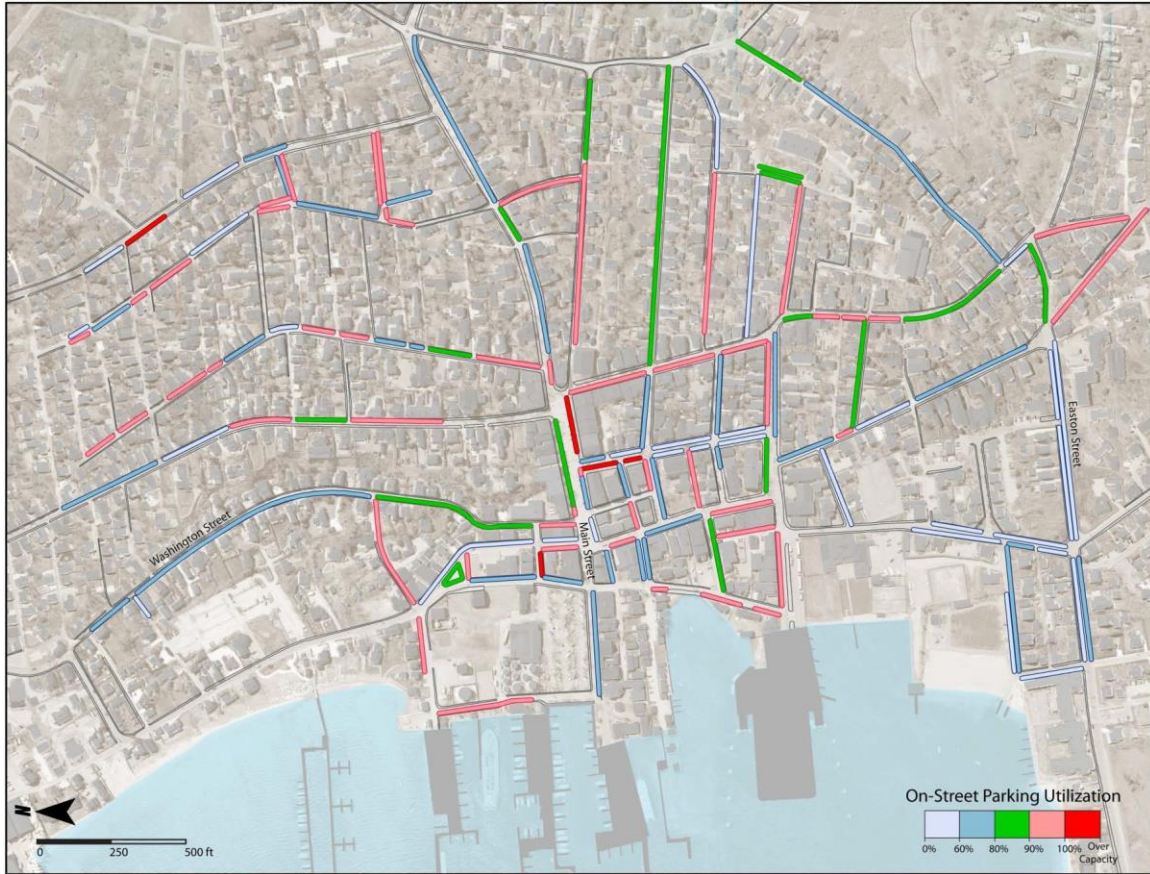 Easton Street
Washington Street
Main Street
N
0 250 500 ft
On-Street Parking Utilization
0% 60% 80% 90% 100% Over
Capacity